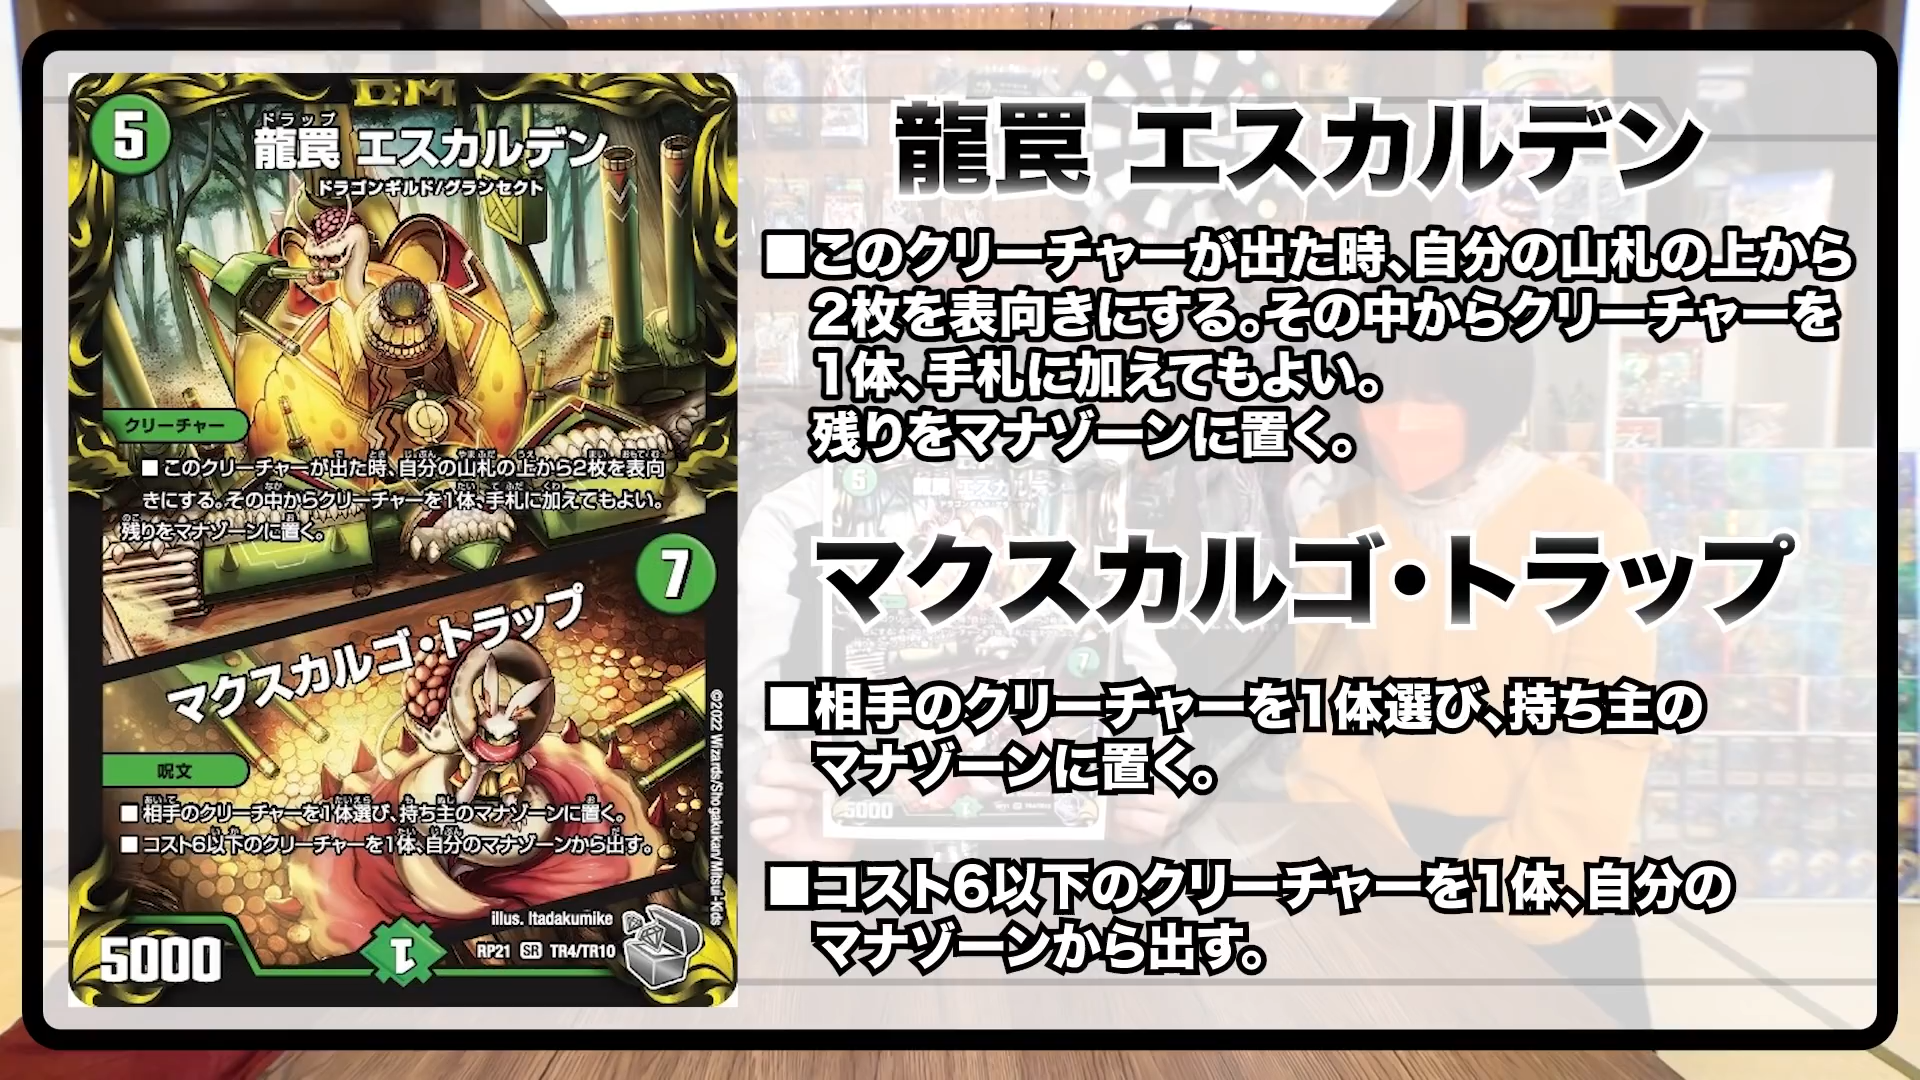 DM
5
ドラップ
龍罠 エスカルデン
ドラゴンギルド/グランセクト
クリーチャー
■このクリーチャーが出た時、自分の山札の上から2枚を表向
きにする。その中からクリーチャーを1体、手札に加えてもよい。
残りをマナゾーンに置く。
7
マクスカルゴ・トラップ
呪文
■相手のクリーチャーを1体選び、持ち主のマナゾーンに置く。
■コスト6以下のクリーチャーを1体、自分のマナゾーンから出す。
©2022 Wizards/Shogakukan/Mitsui-Kids
illus. Itadakumike
5000
1
RP21 SR TR4/TR10
龍罠 エスカルデン
■このクリーチャーが出た時、自分の山札の上から
2枚を表向きにする。その中からクリーチャーを
1体、手札に加えてもよい。
残りをマナゾーンに置く。
マクスカルゴ・トラップ
■相手のクリーチャーを1体選び、持ち主の
マナゾーンに置く。
■コスト6以下のクリーチャーを1体、自分の
マナゾーンから出す。